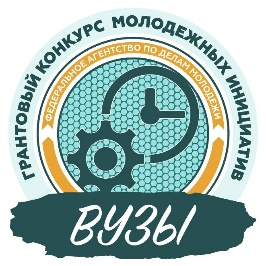 ГРАНТОВЫЙ КОНКУРС МОЛОДЕЖНЫХ ИНИЦИАТИВ
ФЕДЕРАЛЬНОЕ АГЕНТСТВО ПО ДЕЛАМ МОЛОДЕЖИ
ВУЗЫ